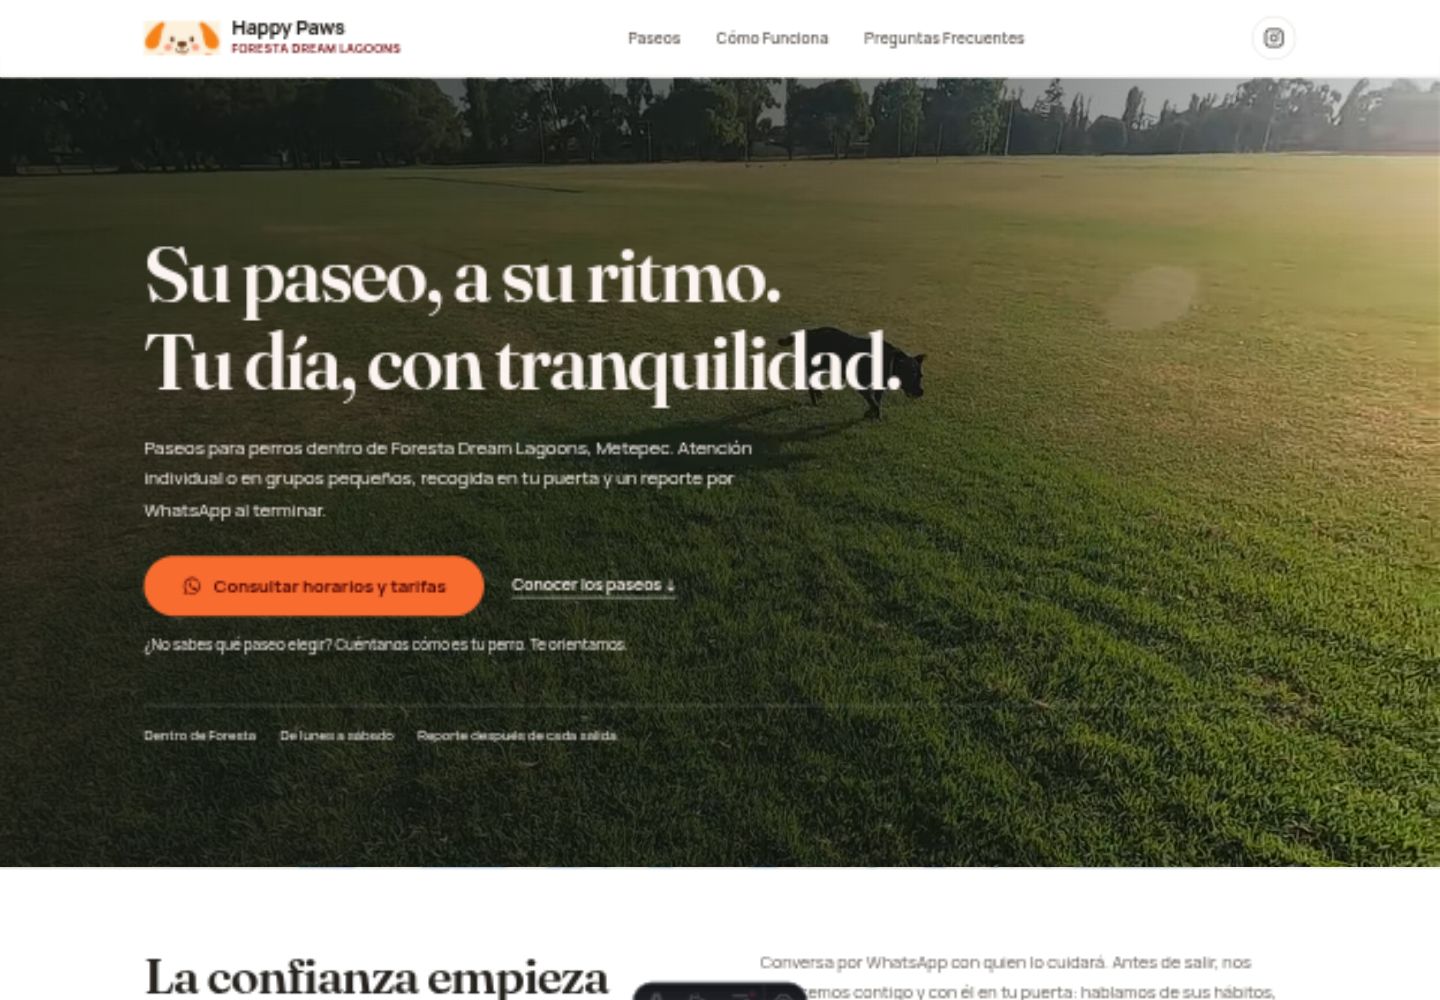 Happy Paws
FORESTA DREAM LAGOONS
Paseos
Cómo Funciona
Preguntas Frecuentes
Su paseo, a su ritmo.
Tu día, con tranquilidad.
Paseos para perros dentro de Foresta Dream Lagoons, Metepec. Atención
individual o en grupos pequeños, recogida en tu puerta y un reporte por
WhatsApp al terminar.
Consultar horarios y tarifas
Conocer los paseos ↓
¿No sabes qué paseo elegir? Cuéntanos cómo es tu perro. Te orientamos.
Dentro de Foresta
De lunes a sábado
Reporte después de cada salida
La confianza empieza
Conversa por WhatsApp con quien lo cuidará. Antes de salir, nos
contigo y con él en tu puerta: hablamos de sus hábitos,